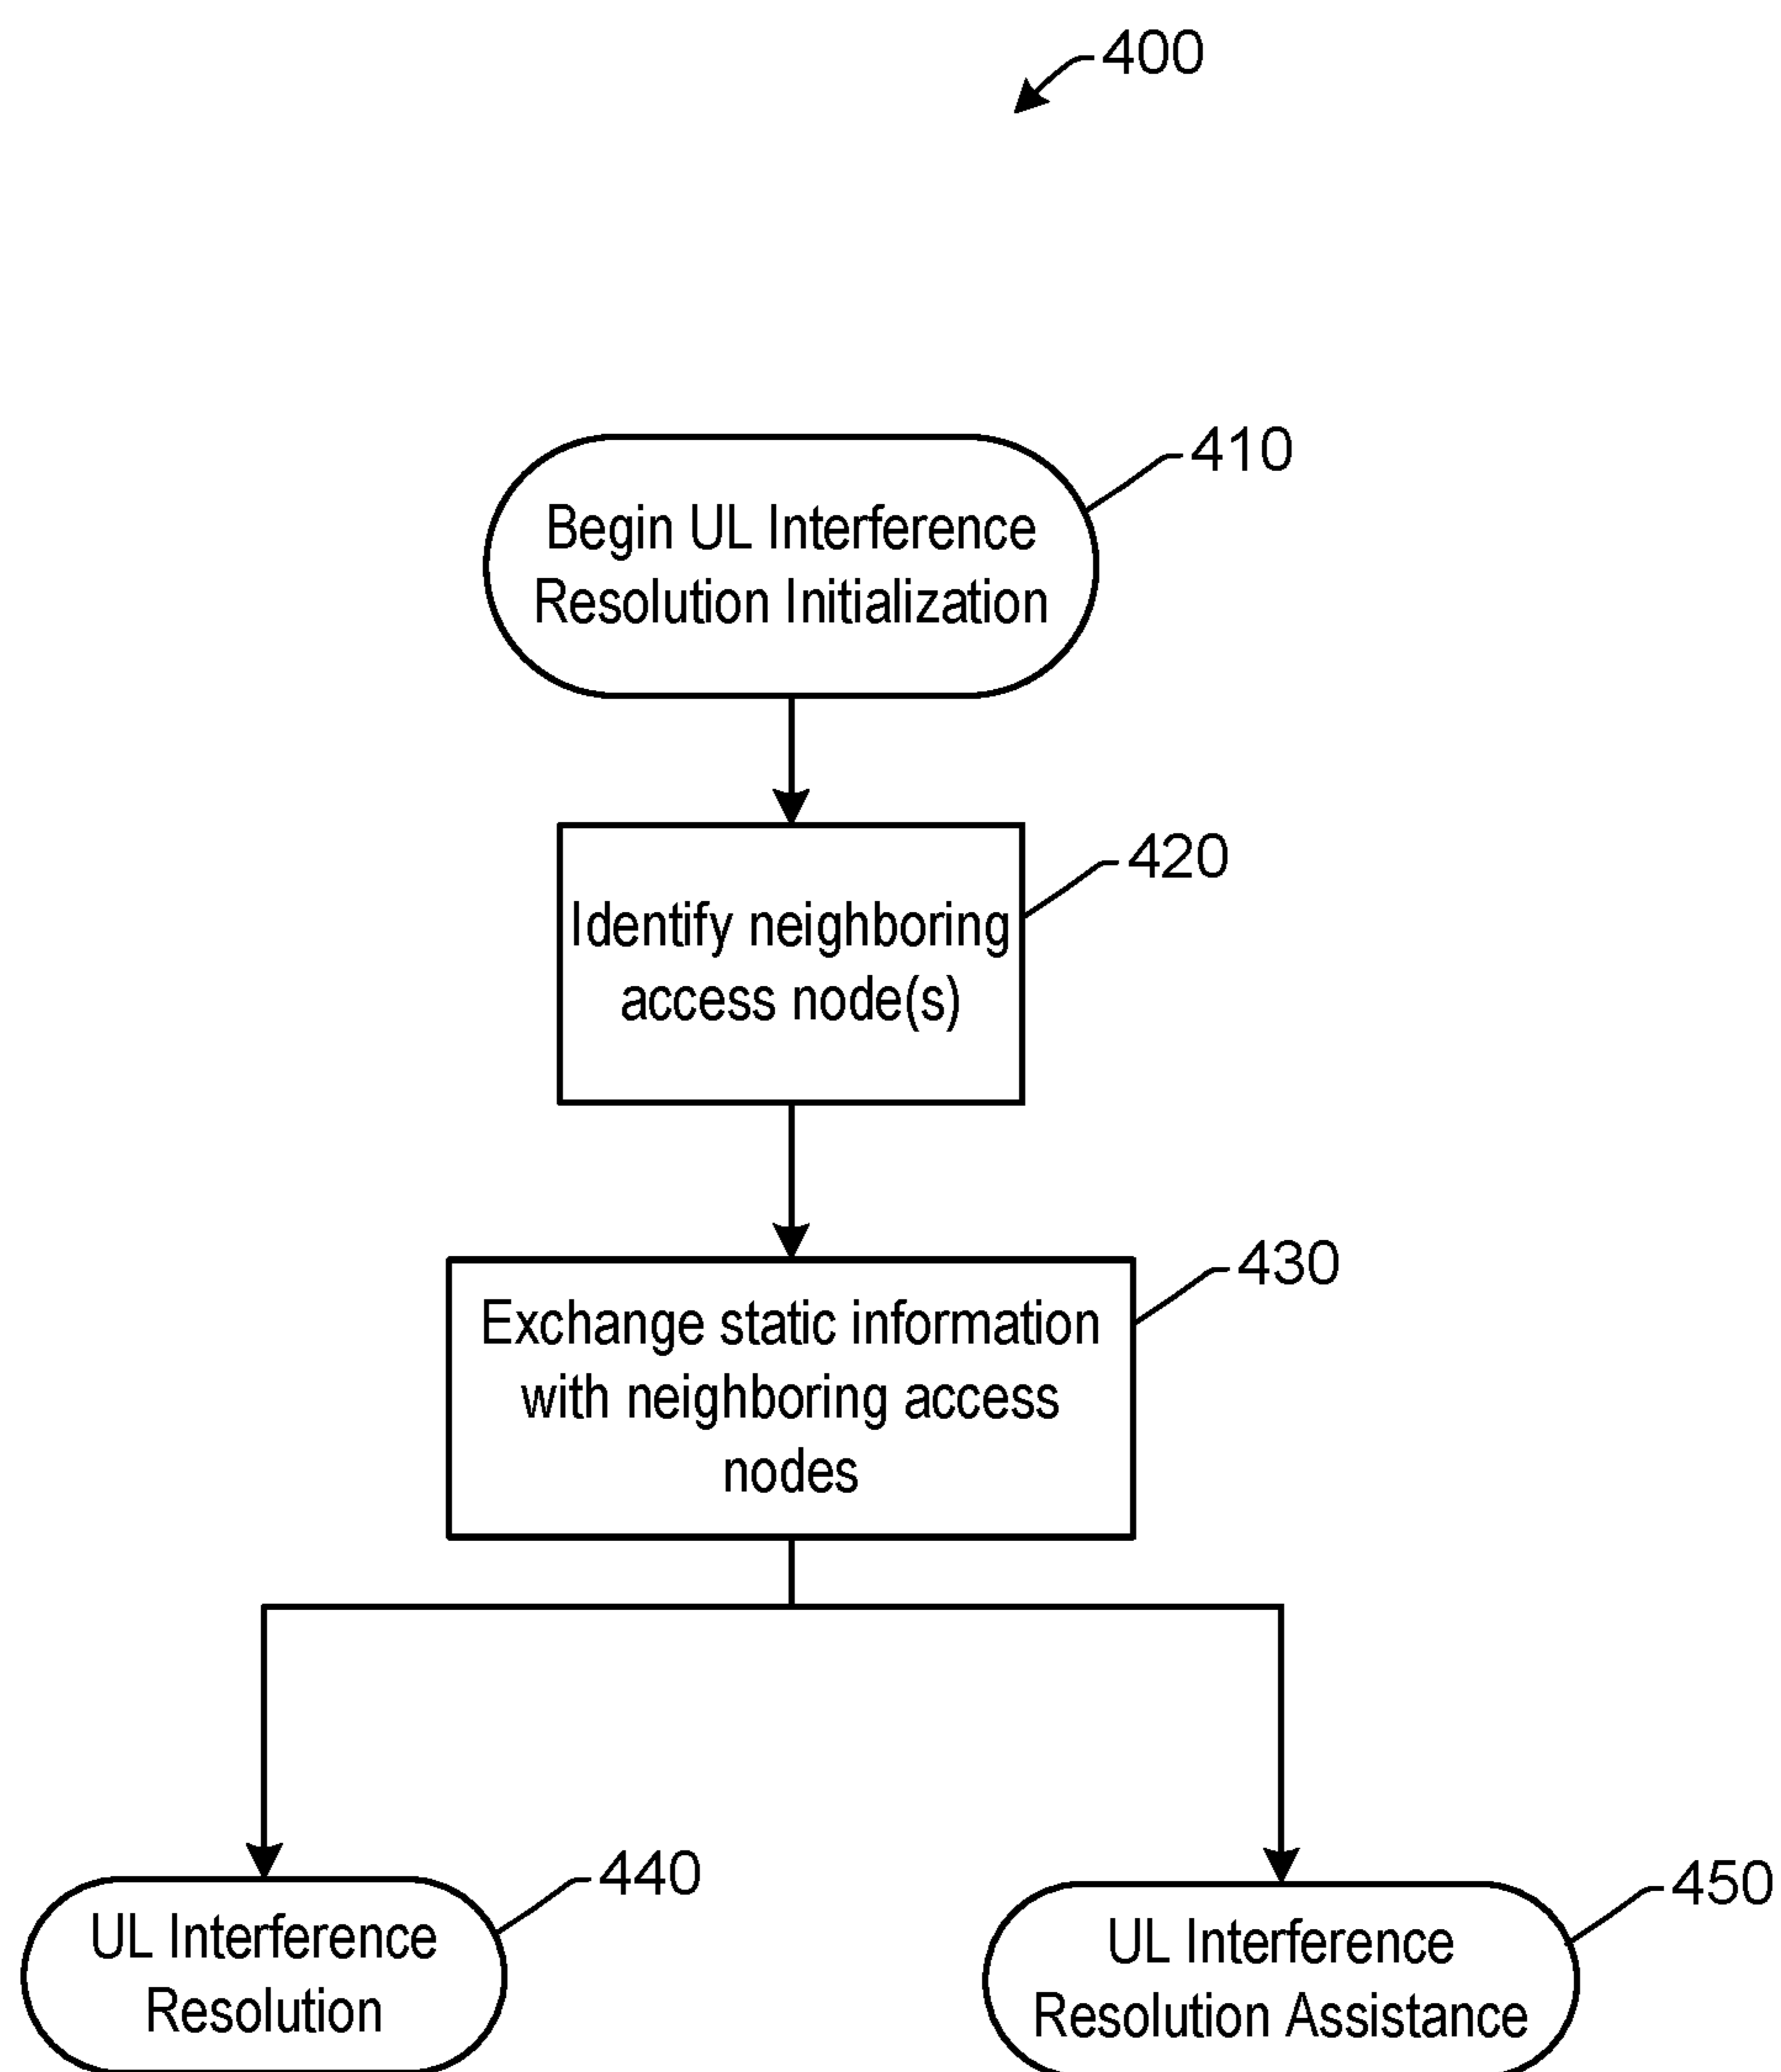 400
410
Begin UL Interference
Resolution Initialization
420
Identify neighboring
access node(s)
430
Exchange static information
with neighboring access
nodes
440
UL Interference
Resolution
450
UL Interference
Resolution Assistance